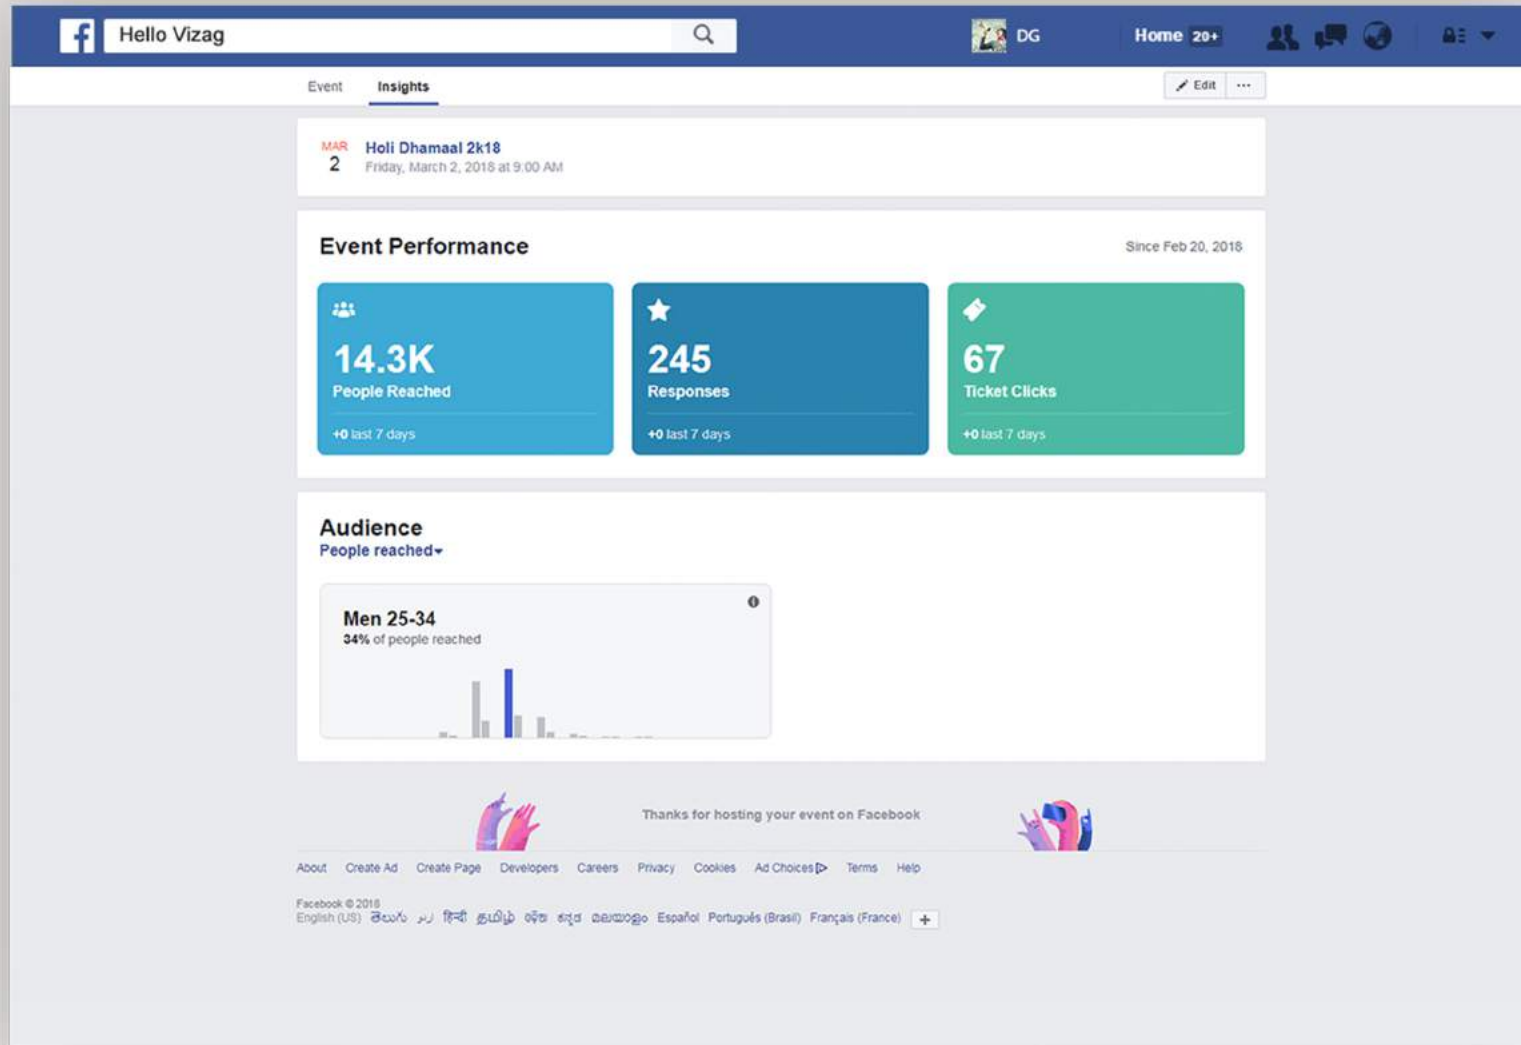 f Hello Vizag DG Home 20+
Event Insights Edit ...
MAR
2
Holi Dhamaal 2k18
Friday, March 2, 2018 at 9:00 AM
Event Performance
Since Feb 20, 2018
14.3K
People Reached
+0 last 7 days
245
Responses
+0 last 7 days
67
Ticket Clicks
+0 last 7 days
Audience
People reached
Men 25-34
34% of people reached
Thanks for hosting your event on Facebook
About Create Ad Create Page Developers Careers Privacy Cookies Ad Choices Terms Help
Facebook © 2018
English (US) తెలుగు اردو हिन्दी தமிழ் ଓଡ଼ିଆ ಕನ್ನಡ മലയാളം Español Português (Brasil) Français (France) +